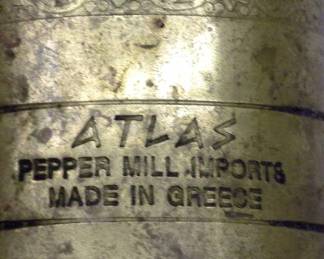 ATLAS
PEPPER MILL IMPORTS
MADE IN GREECE